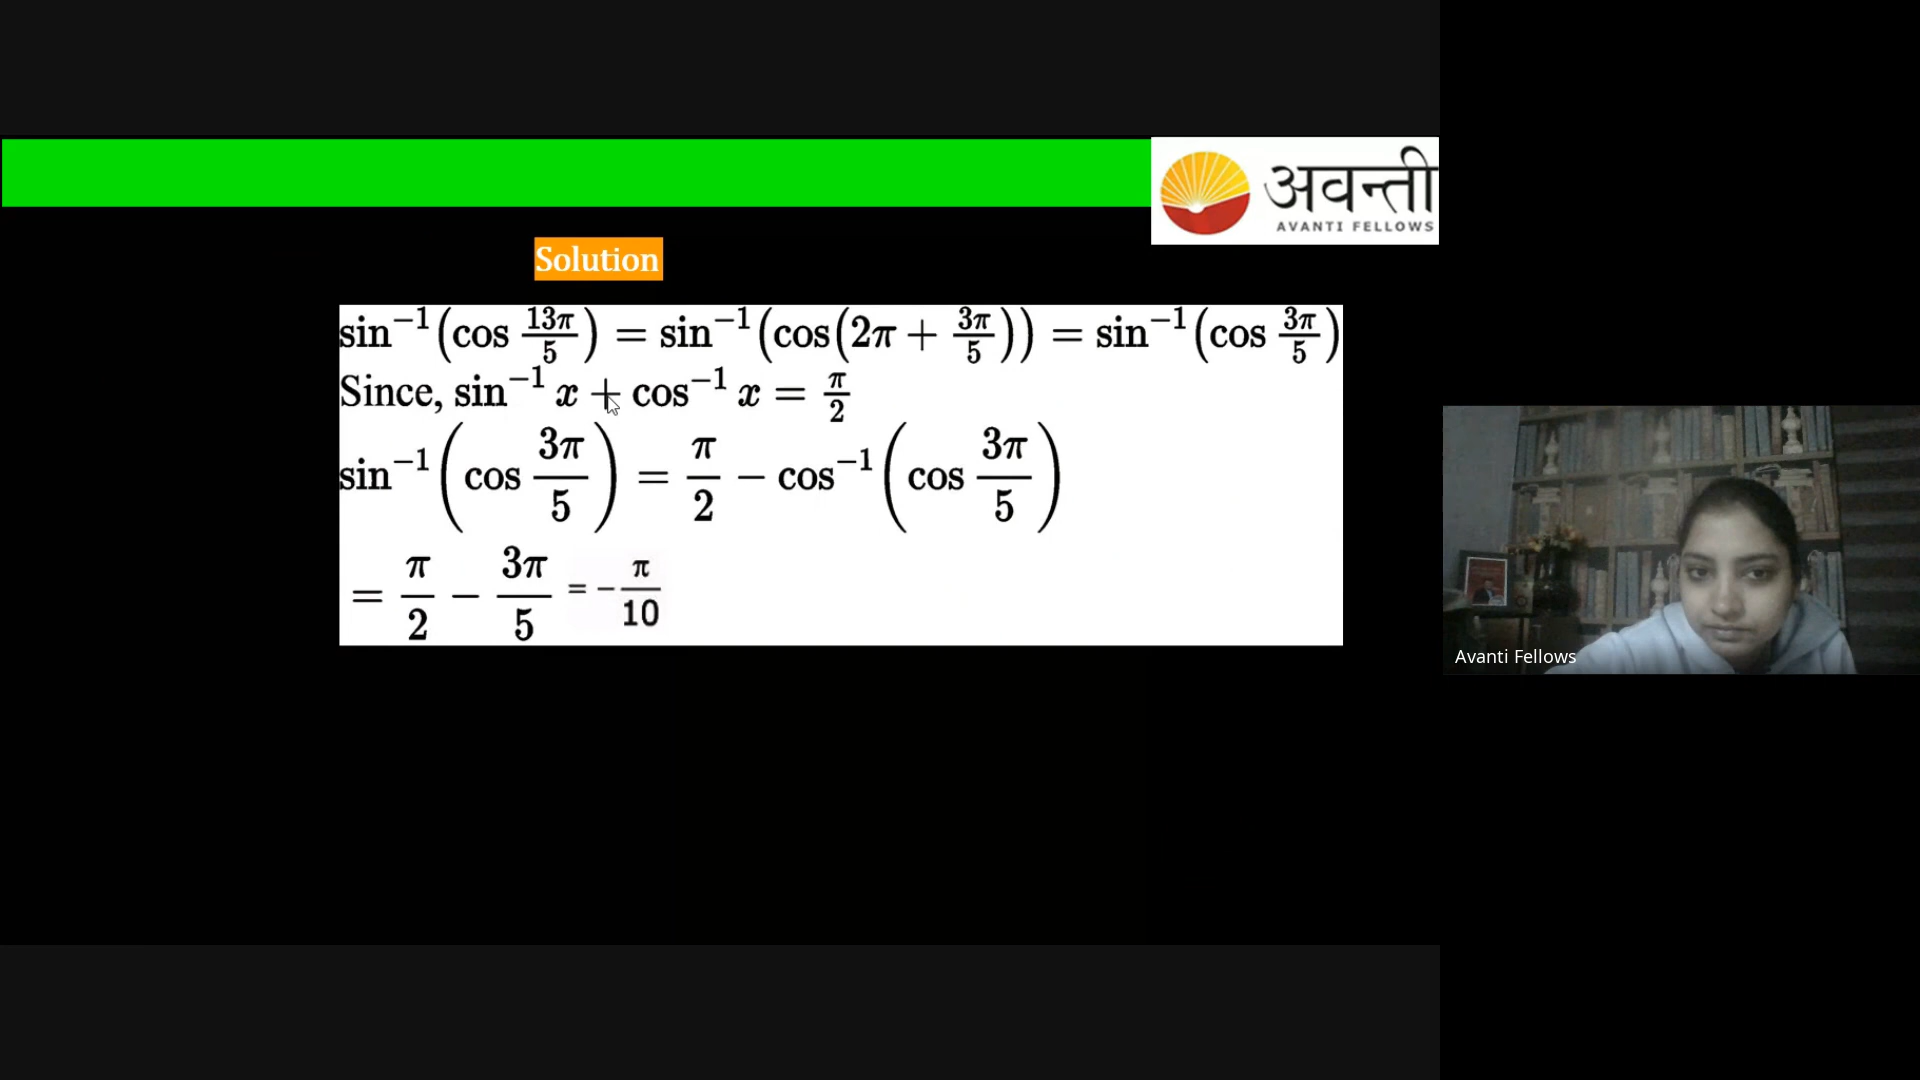 अवन्ती
AVANTI FELLOWS
Solution
sin⁻¹(cos 13π/5) = sin⁻¹(cos(2π + 3π/5)) = sin⁻¹(cos 3π/5)
Since, sin⁻¹ x + cos⁻¹ x = π/2
sin⁻¹(cos 3π/5) = π/2 − cos⁻¹(cos 3π/5)
= π/2 − 3π/5 = −π/10
Avanti Fellows